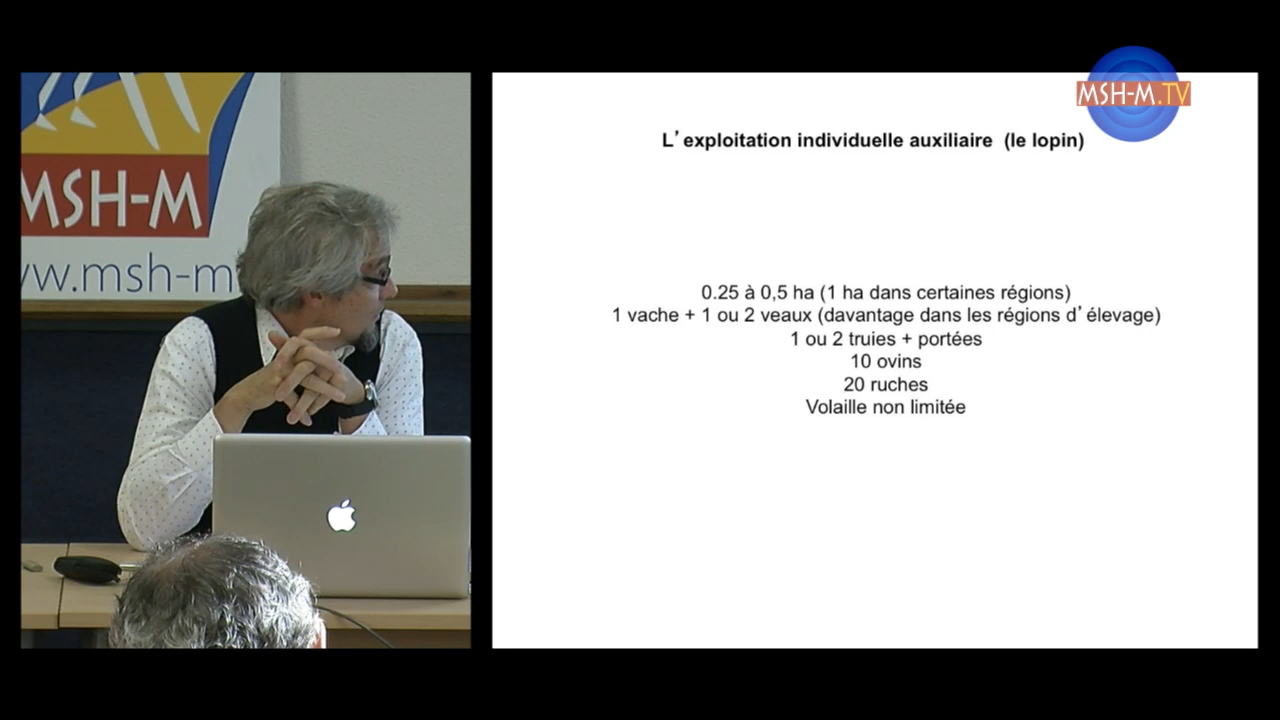 MSH-M
ww.msh-m
MSH-M.TV
L’exploitation individuelle auxiliaire (le lopin)
0.25 à 0,5 ha (1 ha dans certaines régions)
1 vache + 1 ou 2 veaux (davantage dans les régions d’élevage)
1 ou 2 truies + portées
10 ovins
20 ruches
Volaille non limitée